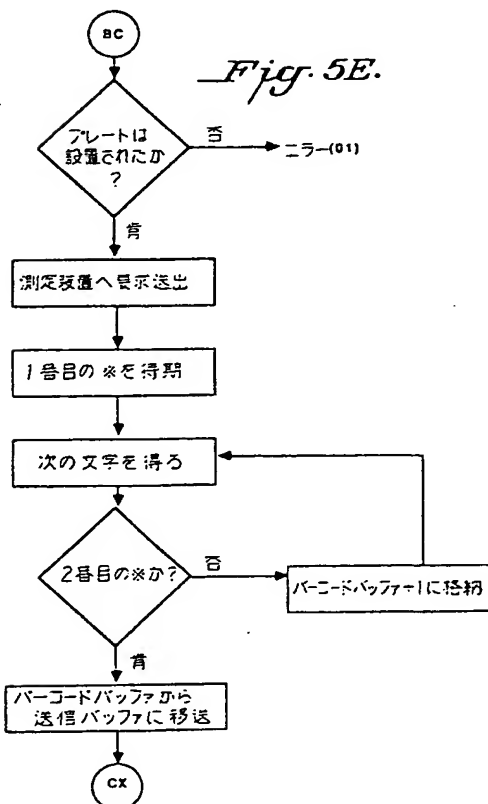 BC
Fig. 5E.
プレートは
設置されたか
?
否
エラー(01)
肯
測定装置へ要求送出
1番目の※を待期
次の文字を得る
2番目の※か?
否
バーコードバッファ+1に格納
肯
バーコードバッファから
送信バッファに移送
CX